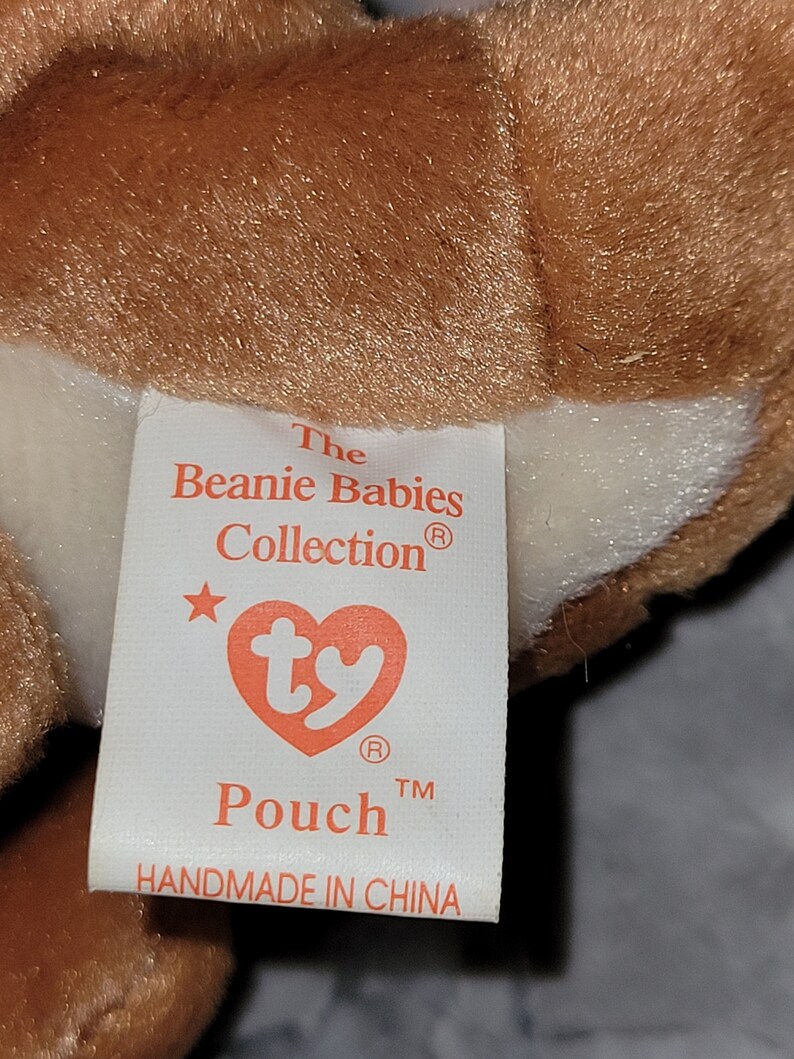 The
Beanie Babies
Collection®
★
ty®
Pouch™
HANDMADE IN CHINA